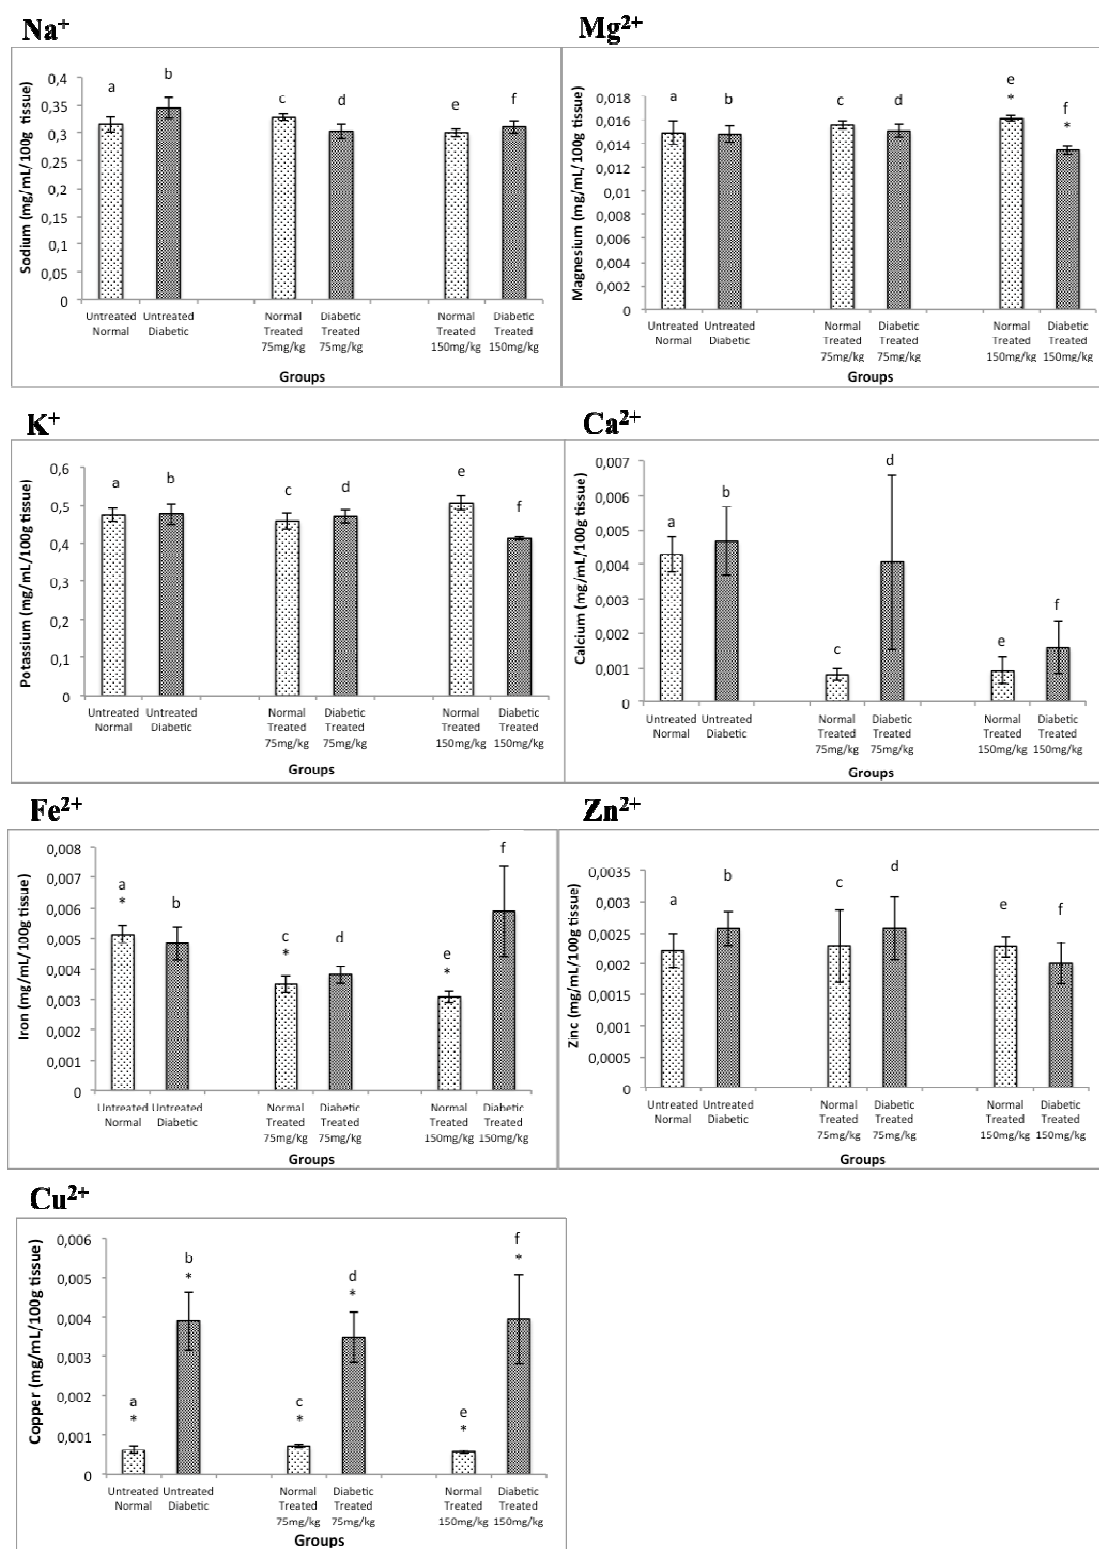 Na+
Sodium (mg/mL/100g tissue)
0,4
0,35
0,3
0,25
0,2
0,15
0,1
0,05
0
a
b
c
d
e
f
Untreated Normal
Untreated Diabetic
Normal Treated 75mg/kg
Diabetic Treated 75mg/kg
Normal Treated 150mg/kg
Diabetic Treated 150mg/kg
Groups
Mg2+
Magnesium (mg/mL/100g tissue)
0,018
0,016
0,014
0,012
0,01
0,008
0,006
0,004
0,002
0
a
b
c
d
e
*
f
*
Untreated Normal
Untreated Diabetic
Normal Treated 75mg/kg
Diabetic Treated 75mg/kg
Normal Treated 150mg/kg
Diabetic Treated 150mg/kg
Groups
K+
Potassium (mg/mL/100g tissue)
0,6
0,5
0,4
0,3
0,2
0,1
0
a
b
c
d
e
f
Untreated Normal
Untreated Diabetic
Normal Treated 75mg/kg
Diabetic Treated 75mg/kg
Normal Treated 150mg/kg
Diabetic Treated 150mg/kg
Groups
Ca2+
Calcium (mg/mL/100g tissue)
0,007
0,006
0,005
0,004
0,003
0,002
0,001
0
a
b
c
d
e
f
Untreated Normal
Untreated Diabetic
Normal Treated 75mg/kg
Diabetic Treated 75mg/kg
Normal Treated 150mg/kg
Diabetic Treated 150mg/kg
Groups
Fe2+
Iron (mg/mL/100g tissue)
0,008
0,007
0,006
0,005
0,004
0,003
0,002
0,001
0
a
*
b
c
*
d
e
*
f
Untreated Normal
Untreated Diabetic
Normal Treated 75mg/kg
Diabetic Treated 75mg/kg
Normal Treated 150mg/kg
Diabetic Treated 150mg/kg
Groups
Zn2+
Zinc (mg/mL/100g tissue)
0,0035
0,003
0,0025
0,002
0,0015
0,001
0,0005
0
a
b
c
d
e
f
Untreated Normal
Untreated Diabetic
Normal Treated 75mg/kg
Diabetic Treated 75mg/kg
Normal Treated 150mg/kg
Diabetic Treated 150mg/kg
Groups
Cu2+
Copper (mg/mL/100g tissue)
0,006
0,005
0,004
0,003
0,002
0,001
0
a
*
b
*
c
*
d
*
e
*
f
*
Untreated Normal
Untreated Diabetic
Normal Treated 75mg/kg
Diabetic Treated 75mg/kg
Normal Treated 150mg/kg
Diabetic Treated 150mg/kg
Groups